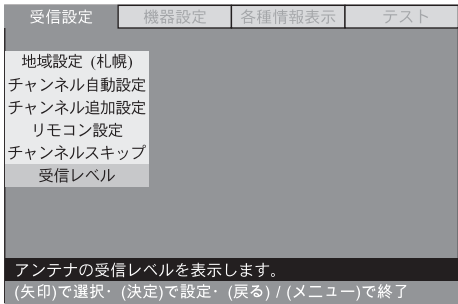 受信設定 機器設定 各種情報表示 テスト
地域設定 (札幌)
チャンネル自動設定
チャンネル追加設定
リモコン設定
チャンネルスキップ
受信レベル
アンテナの受信レベルを表示します。
(矢印)で選択・ (決定)で設定・ (戻る) / (メニュー)で終了